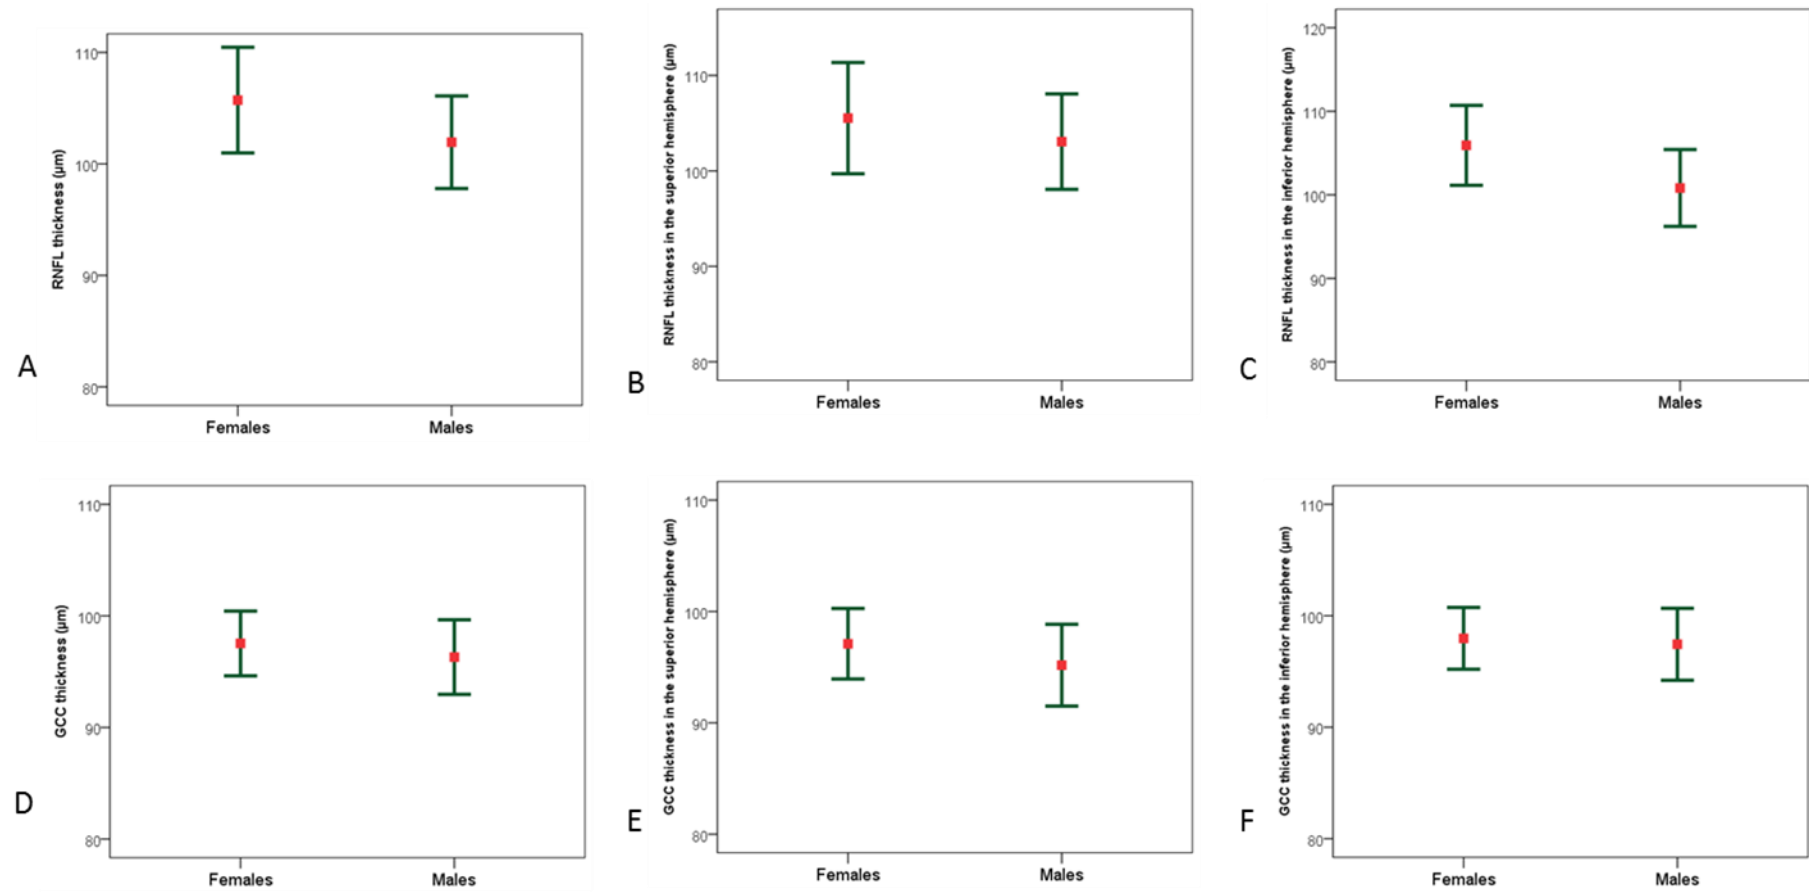 A
RNFL thickness (µm)
110
100
90
80
Females Males
B
RNFL thickness in the superior hemisphere (µm)
110
100
90
80
Females Males
C
RNFL thickness in the inferior hemisphere (µm)
120
110
100
90
80
Females Males
D
GCC thickness (µm)
110
100
90
80
Females Males
E
GCC thickness in the superior hemisphere (µm)
110
100
90
80
Females Males
F
GCC thickness in the inferior hemisphere (µm)
110
100
90
80
Females Males